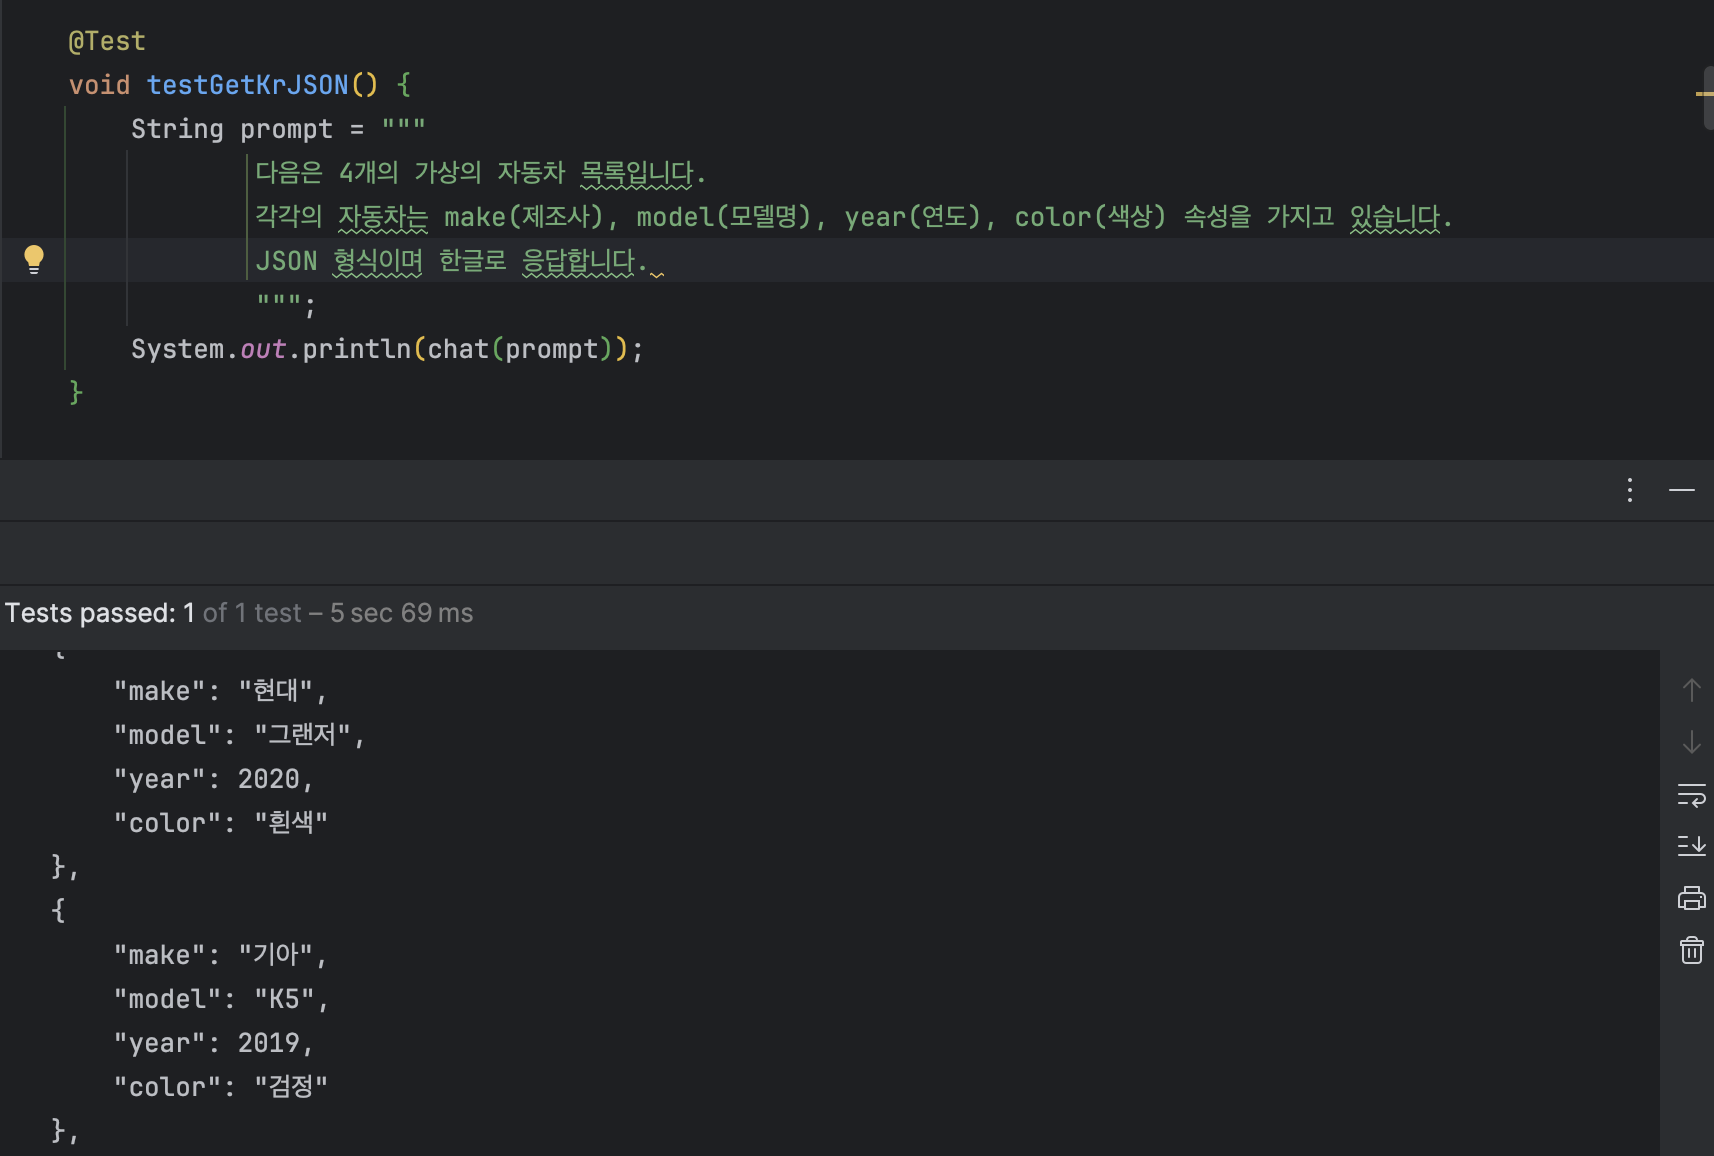 @Test
void testGetKrJSON() {
String prompt = """
다음은 4개의 가상의 자동차 목록입니다.
각각의 자동차는 make(제조사), model(모델명), year(연도), color(색상) 속성을 가지고 있습니다.
JSON 형식이며 한글로 응답합니다.
""";
System.out.println(chat(prompt));
}
Tests passed: 1 of 1 test – 5 sec 69 ms
{
"make": "현대",
"model": "그랜저",
"year": 2020,
"color": "흰색"
},
{
"make": "기아",
"model": "K5",
"year": 2019,
"color": "검정"
},